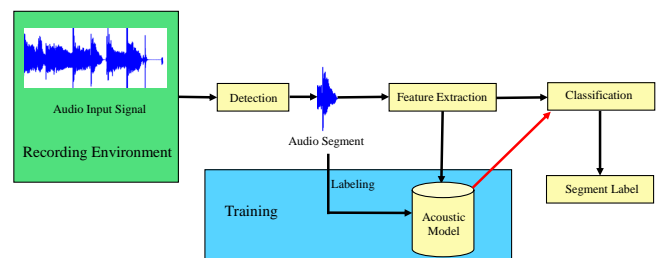 Audio Input Signal
Recording Environment
Detection
Audio Segment
Feature Extraction
Classification
Labeling
Training
Acoustic
Model
Segment Label